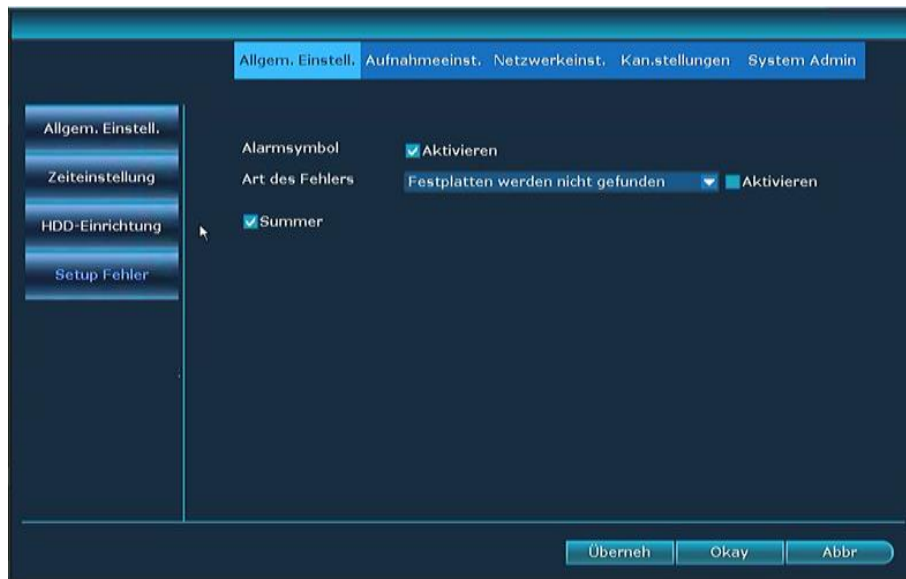 Allgem. Einstell. Aufnahmeeinst. Netzwerkeinst. Kan.stellungen System Admin
Allgem. Einstell.
Zeiteinstellung
HDD-Einrichtung
Setup Fehler
Alarmsymbol Aktivieren
Art des Fehlers Festplatten werden nicht gefunden Aktivieren
Summer
Überneh Okay Abbr